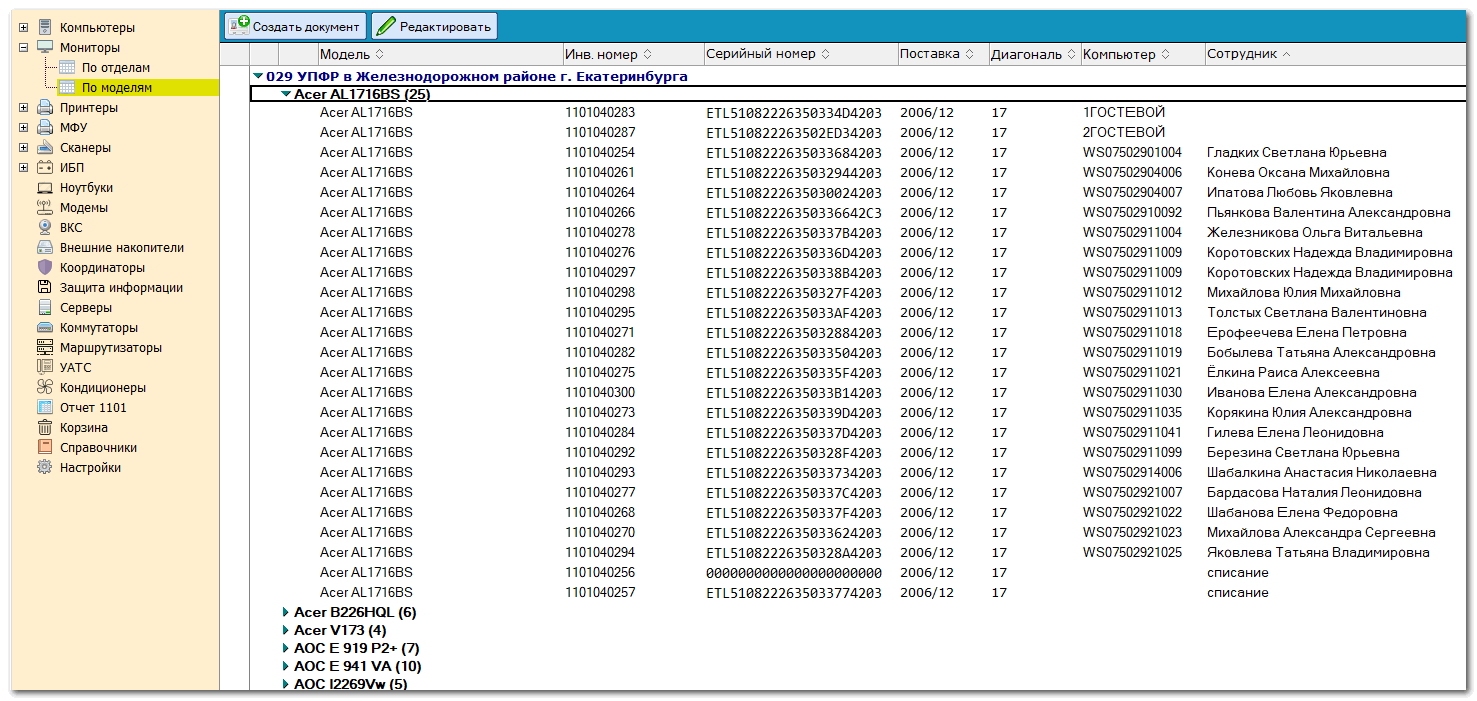 Компьютеры
Мониторы
По отделам
По моделям
Принтеры
МФУ
Сканеры
ИБП
Ноутбуки
Модемы
ВКС
Внешние накопители
Координаторы
Защита информации
Серверы
Коммутаторы
Маршрутизаторы
УАТС
Кондиционеры
Отчет 1101
Корзина
Справочники
Настройки
Создать документ Редактировать
Модель Инв. номер Серийный номер Поставка Диагональ Компьютер Сотрудник
029 УПФР в Железнодорожном районе г. Екатеринбурга
Acer AL1716BS (25)
Acer AL1716BS 1101040283 ETL51082226350334D4203 2006/12 17 1ГОСТЕВОЙ
Acer AL1716BS 1101040287 ETL5108222635​02ED34203 2006/12 17 2ГОСТЕВОЙ
Acer AL1716BS 1101040254 ETL5108222635033684203 2006/12 17 WS07502901004 Гладких Светлана Юрьевна
Acer AL1716BS 1101040261 ETL5108222635032944203 2006/12 17 WS07502904006 Конева Оксана Михайловна
Acer AL1716BS 1101040264 ETL5108222635030024203 2006/12 17 WS07502904007 Ипатова Любовь Яковлевна
Acer AL1716BS 1101040266 ETL51082226350336642C3 2006/12 17 WS07502910092 Пьянкова Валентина Александровна
Acer AL1716BS 1101040278 ETL51082226350337B4203 2006/12 17 WS07502911004 Железникова Ольга Витальевна
Acer AL1716BS 1101040276 ETL51082226350336D4203 2006/12 17 WS07502911009 Коротовских Надежда Владимировна
Acer AL1716BS 1101040297 ETL51082226350338B4203 2006/12 17 WS07502911009 Коротовских Надежда Владимировна
Acer AL1716BS 1101040298 ETL51082226350327F4203 2006/12 17 WS07502911012 Михайлова Юлия Михайловна
Acer AL1716BS 1101040295 ETL5108222635033AF4203 2006/12 17 WS07502911013 Толстых Светлана Валентиновна
Acer AL1716BS 1101040271 ETL5108222635032884203 2006/12 17 WS07502911018 Ерофеечева Елена Петровна
Acer AL1716BS 1101040282 ETL5108222635033504203 2006/12 17 WS07502911019 Бобылева Татьяна Александровна
Acer AL1716BS 1101040275 ETL51082226350335F4203 2006/12 17 WS07502911021 Ёлкина Раиса Алексеевна
Acer AL1716BS 1101040300 ETL5108222635033B14203 2006/12 17 WS07502911030 Иванова Елена Александровна
Acer AL1716BS 1101040273 ETL51082226350339D4203 2006/12 17 WS07502911035 Корякина Юлия Александровна
Acer AL1716BS 1101040284 ETL51082226350337D4203 2006/12 17 WS07502911041 Гилева Елена Леонидовна
Acer AL1716BS 1101040292 ETL51082226350328F4203 2006/12 17 WS07502911099 Березина Светлана Юрьевна
Acer AL1716BS 1101040293 ETL5108222635033734203 2006/12 17 WS07502914006 Шабалкина Анастасия Николаевна
Acer AL1716BS 1101040277 ETL51082226350337C4203 2006/12 17 WS07502921007 Бардасова Наталия Леонидовна
Acer AL1716BS 1101040268 ETL51082226350337F4203 2006/12 17 WS07502921022 Шабанова Елена Федоровна
Acer AL1716BS 1101040270 ETL5108222635033624203 2006/12 17 WS07502921023 Михайлова Александра Сергеевна
Acer AL1716BS 1101040294 ETL51082226350328A4203 2006/12 17 WS07502921025 Яковлева Татьяна Владимировна
Acer AL1716BS 1101040256 0000000000000000000000 2006/12 17 списание
Acer AL1716BS 1101040257 ETL5108222635033774203 2006/12 17 списание
Acer B226HQL (6)
Acer V173 (4)
AOC E 919 P2+ (7)
AOC E 941 VA (10)
AOC I2269Vw (5)